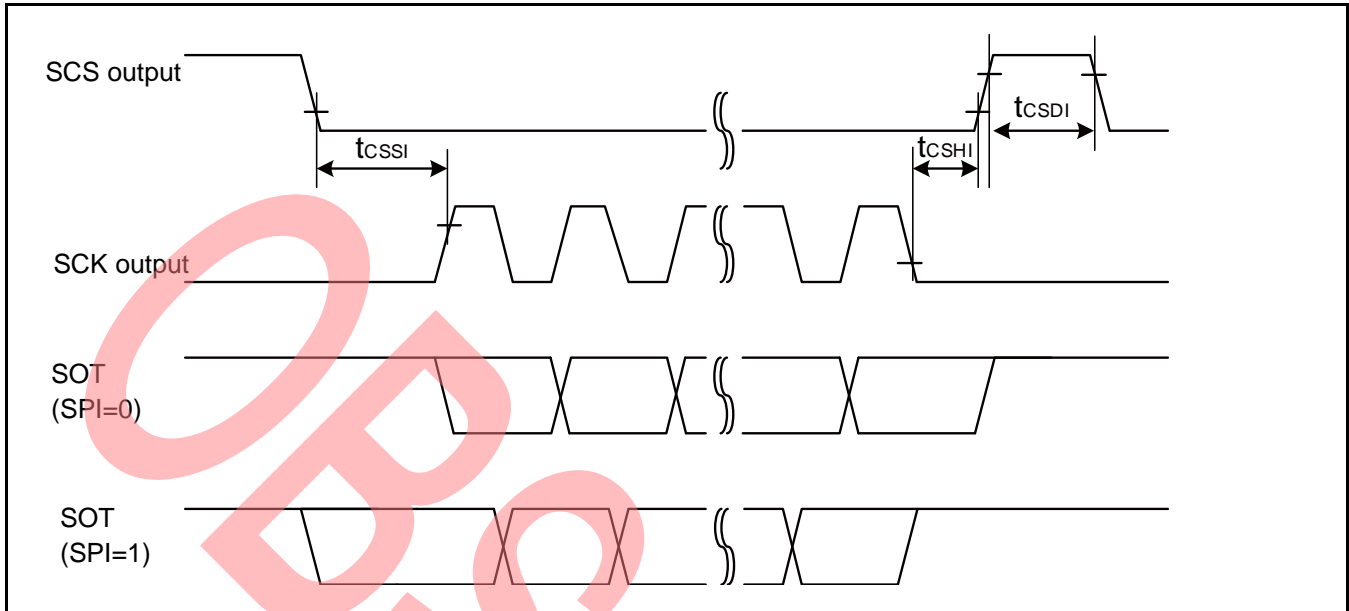 SCS output
tCSDI
tCSSI
tCSHI
SCK output
SOT
(SPI=0)
SOT
(SPI=1)